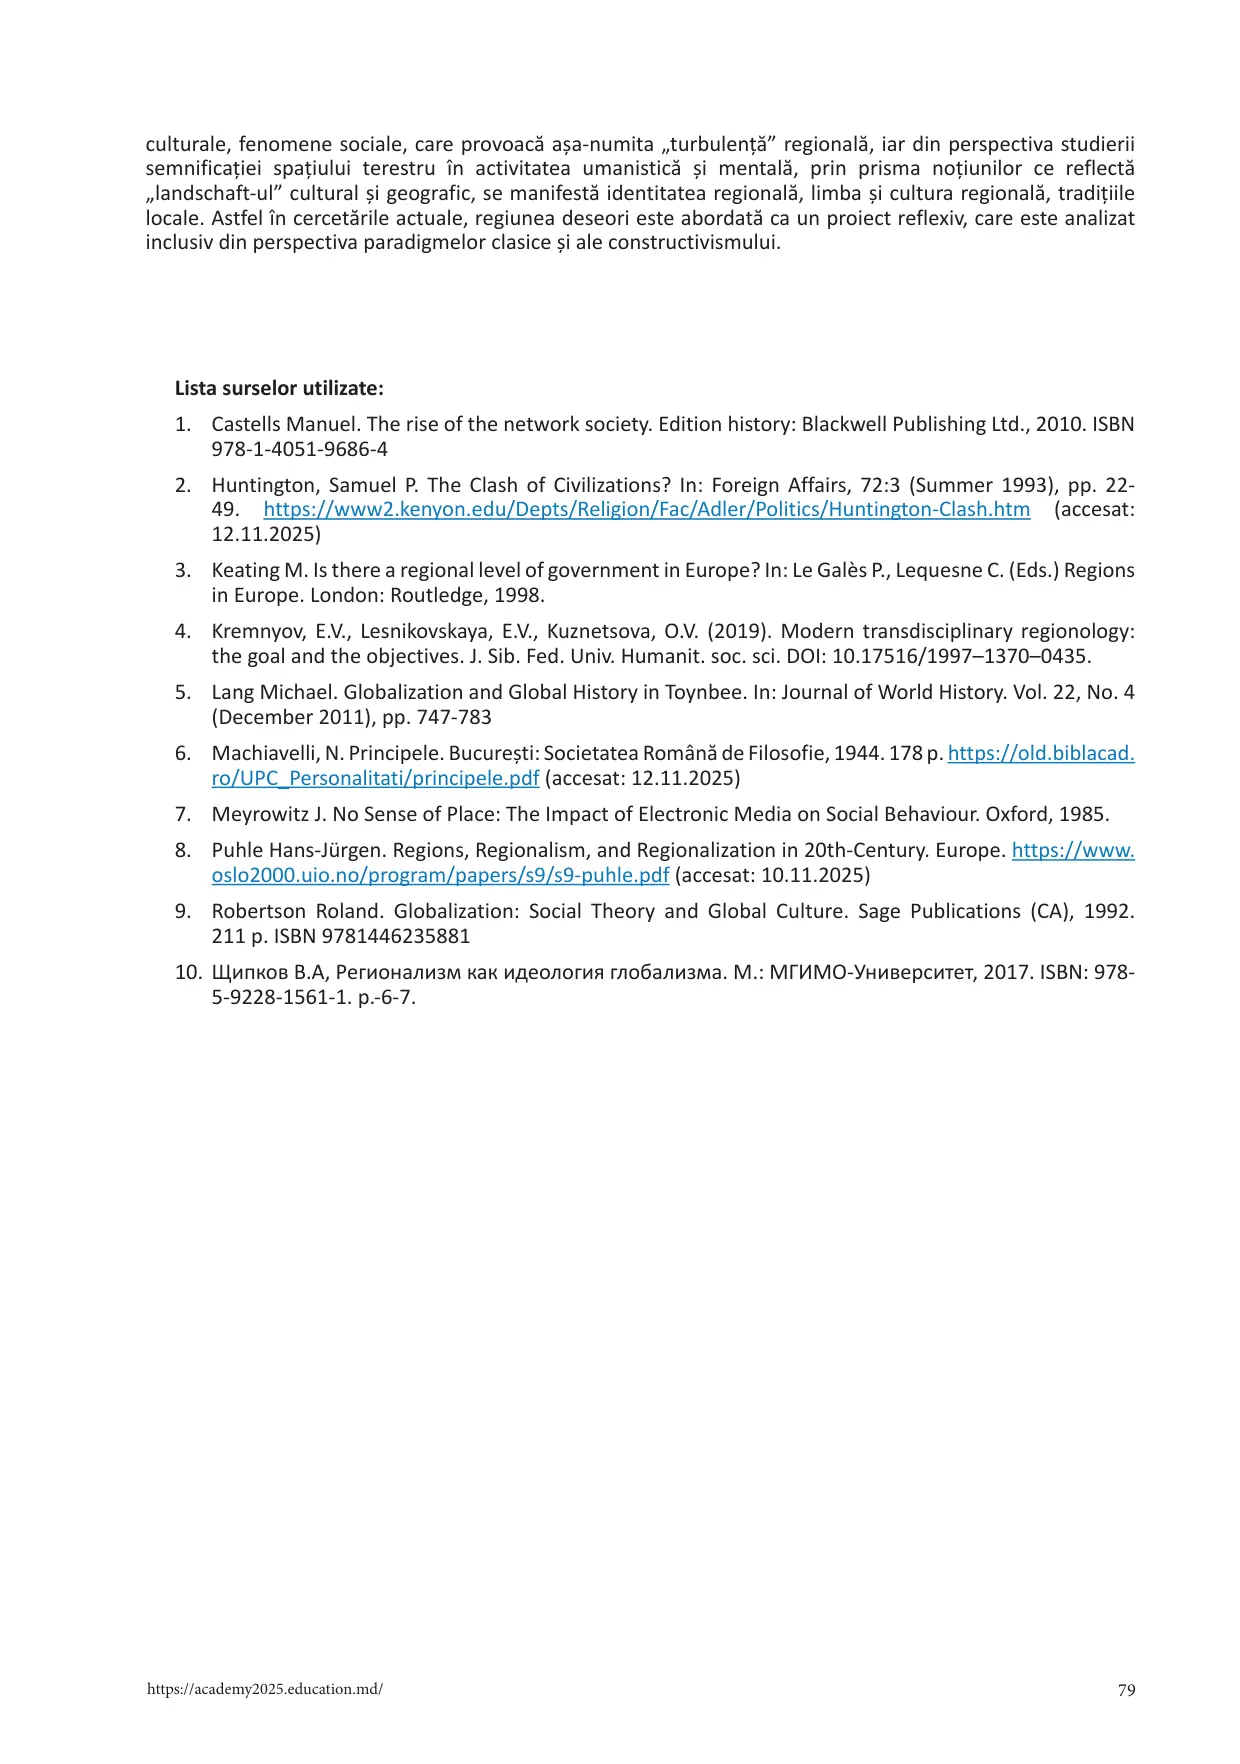 culturale, fenomene sociale, care provoacă așa-numita „turbulență” regională, iar din perspectiva studierii
semnificației spațiului terestru în activitatea umanistică și mentală, prin prisma noțiunilor ce reflectă
„landschaft-ul” cultural și geografic, se manifestă identitatea regională, limba și cultura regională, tradițiile
locale. Astfel în cercetările actuale, regiunea deseori este abordată ca un proiect reflexiv, care este analizat
inclusiv din perspectiva paradigmelor clasice și ale constructivismului.
Lista surselor utilizate:
1. Castells Manuel. The rise of the network society. Edition history: Blackwell Publishing Ltd., 2010. ISBN
978-1-4051-9686-4
2. Huntington, Samuel P. The Clash of Civilizations? In: Foreign Affairs, 72:3 (Summer 1993), pp. 22-
49. https://www2.kenyon.edu/Depts/Religion/Fac/Adler/Politics/Huntington-Clash.htm (accesat:
12.11.2025)
3. Keating M. Is there a regional level of government in Europe? In: Le Galès P., Lequesne C. (Eds.) Regions
in Europe. London: Routledge, 1998.
4. Kremnyov, E.V., Lesnikovskaya, E.V., Kuznetsova, O.V. (2019). Modern transdisciplinary regionology:
the goal and the objectives. J. Sib. Fed. Univ. Humanit. soc. sci. DOI: 10.17516/1997–1370–0435.
5. Lang Michael. Globalization and Global History in Toynbee. In: Journal of World History. Vol. 22, No. 4
(December 2011), pp. 747-783
6. Machiavelli, N. Principele. București: Societatea Română de Filosofie, 1944. 178 p. https://old.biblacad.
ro/UPC_Personalitati/principele.pdf (accesat: 12.11.2025)
7. Meyrowitz J. No Sense of Place: The Impact of Electronic Media on Social Behaviour. Oxford, 1985.
8. Puhle Hans-Jürgen. Regions, Regionalism, and Regionalization in 20th-Century. Europe. https://www.
oslo2000.uio.no/program/papers/s9/s9-puhle.pdf (accesat: 10.11.2025)
9. Robertson Roland. Globalization: Social Theory and Global Culture. Sage Publications (CA), 1992.
211 p. ISBN 9781446235881
10. Щипков В.А, Регионализм как идеология глобализма. М.: МГИМО-Университет, 2017. ISBN: 978-
5-9228-1561-1. p.-6-7.
https://academy2025.education.md/
79